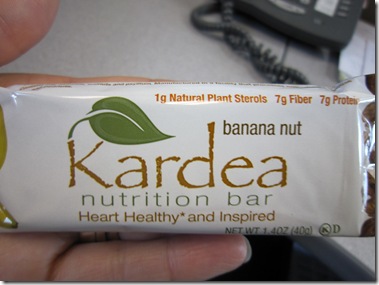 1g Natural Plant Sterols 7g Fiber 7g Protein
banana nut
Kardea
nutrition bar
Heart Healthy* and Inspired
NET WT. 1.4OZ (40g) U D